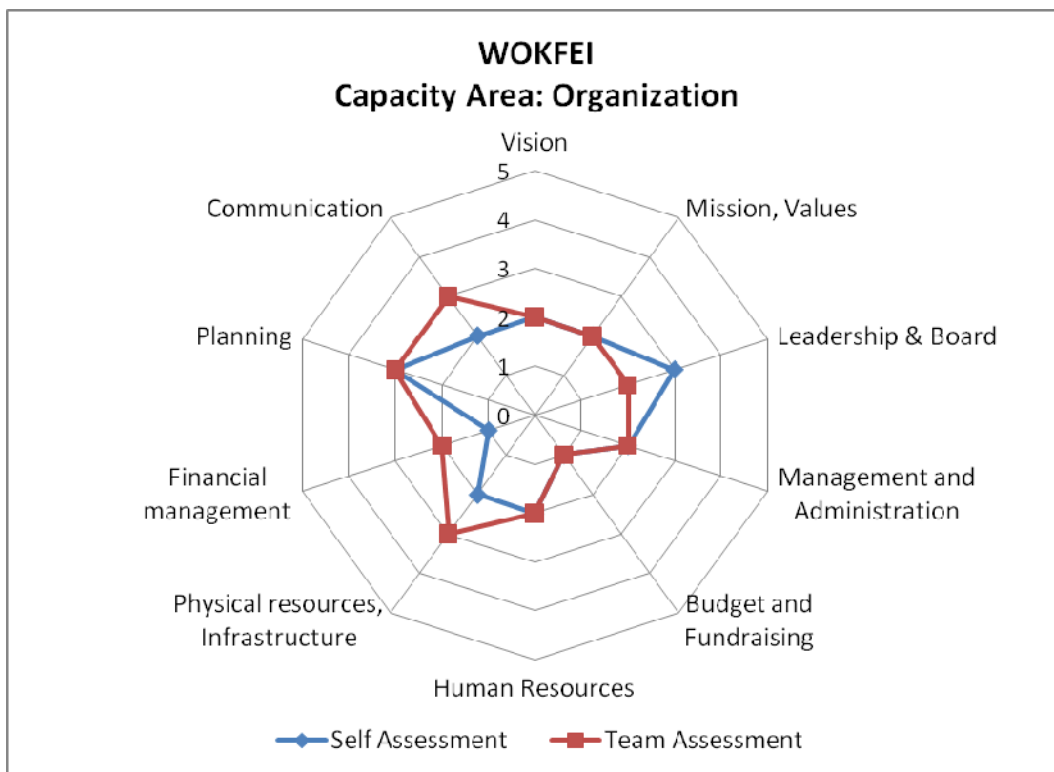 WOKFEI
Capacity Area: Organization
Vision
Mission, Values
Leadership & Board
Management and
Administration
Budget and
Fundraising
Human Resources
Physical resources,
Infrastructure
Financial
management
Planning
Communication
5
4
3
2
1
0
Self Assessment
Team Assessment